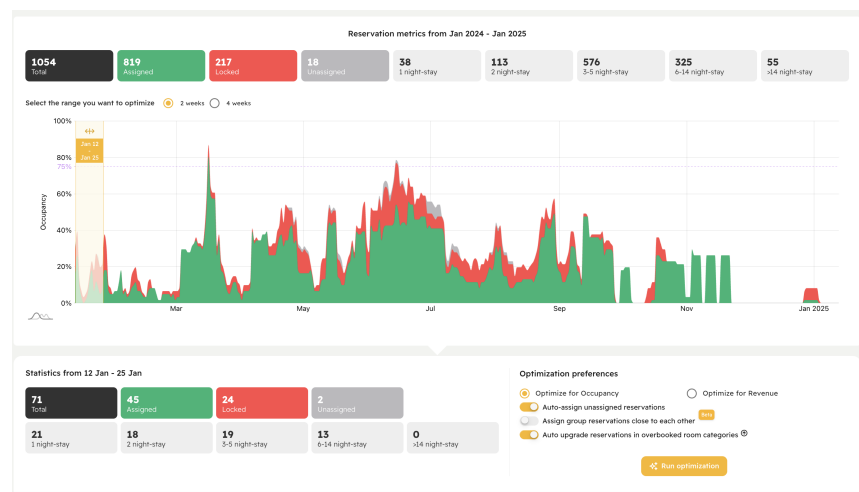 Reservation metrics from Jan 2024 - Jan 2025
1054
Total
819
Assigned
217
Locked
18
Unassigned
38
1 night-stay
113
2 night-stay
576
3-5 night-stay
325
6-14 night-stay
55
>14 night-stay
Select the range you want to optimize
2 weeks
4 weeks
100%
80%
75%
60%
40%
20%
0%
Occupancy
Jan 12
-
Jan 25
Mar
May
Jul
Sep
Nov
Jan 2025
Statistics from 12 Jan - 25 Jan
71
Total
45
Assigned
24
Locked
2
Unassigned
21
1 night-stay
18
2 night-stay
19
3-5 night-stay
13
6-14 night-stay
0
>14 night-stay
Optimization preferences
Optimize for Occupancy
Optimize for Revenue
Auto-assign unassigned reservations
Assign group reservations close to each other
Beta
Auto upgrade reservations in overbooked room categories
Run optimization